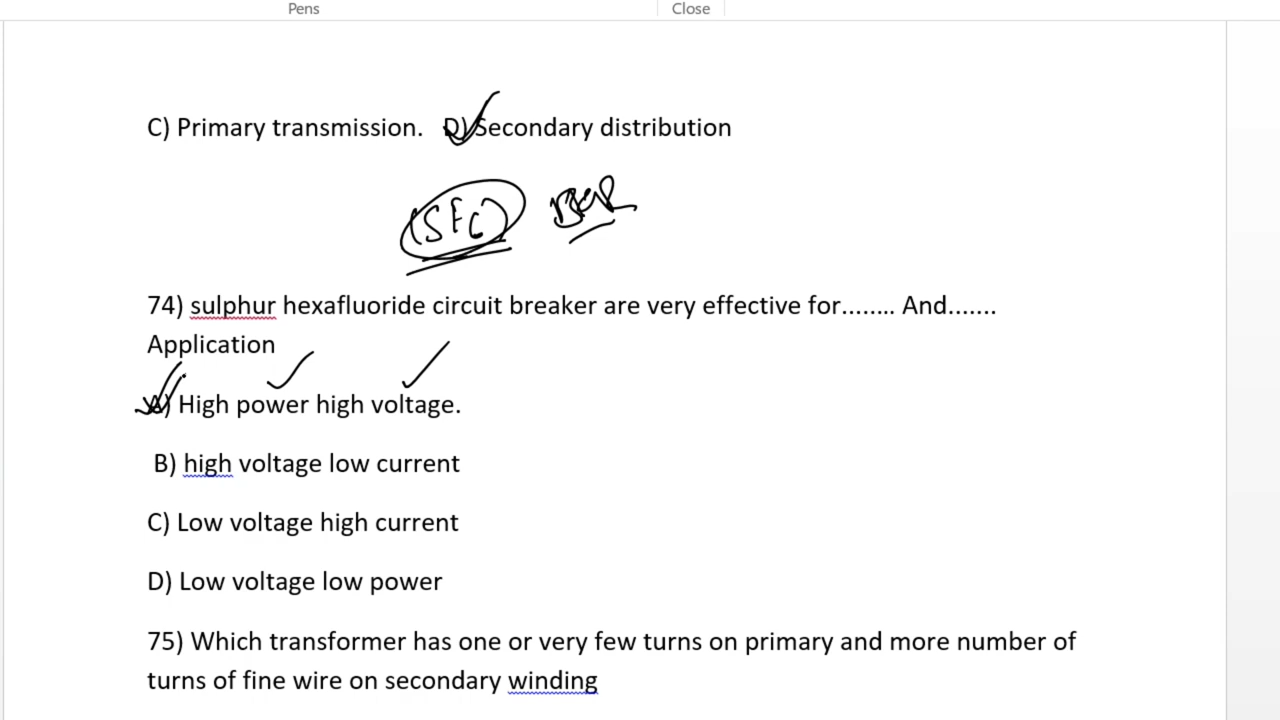 Pens Close
C) Primary transmission. D) Secondary distribution
(SF6)
74) sulphur hexafluoride circuit breaker are very effective for........ And.......
Application
A) High power high voltage.
B) high voltage low current
C) Low voltage high current
D) Low voltage low power
75) Which transformer has one or very few turns on primary and more number of
turns of fine wire on secondary winding